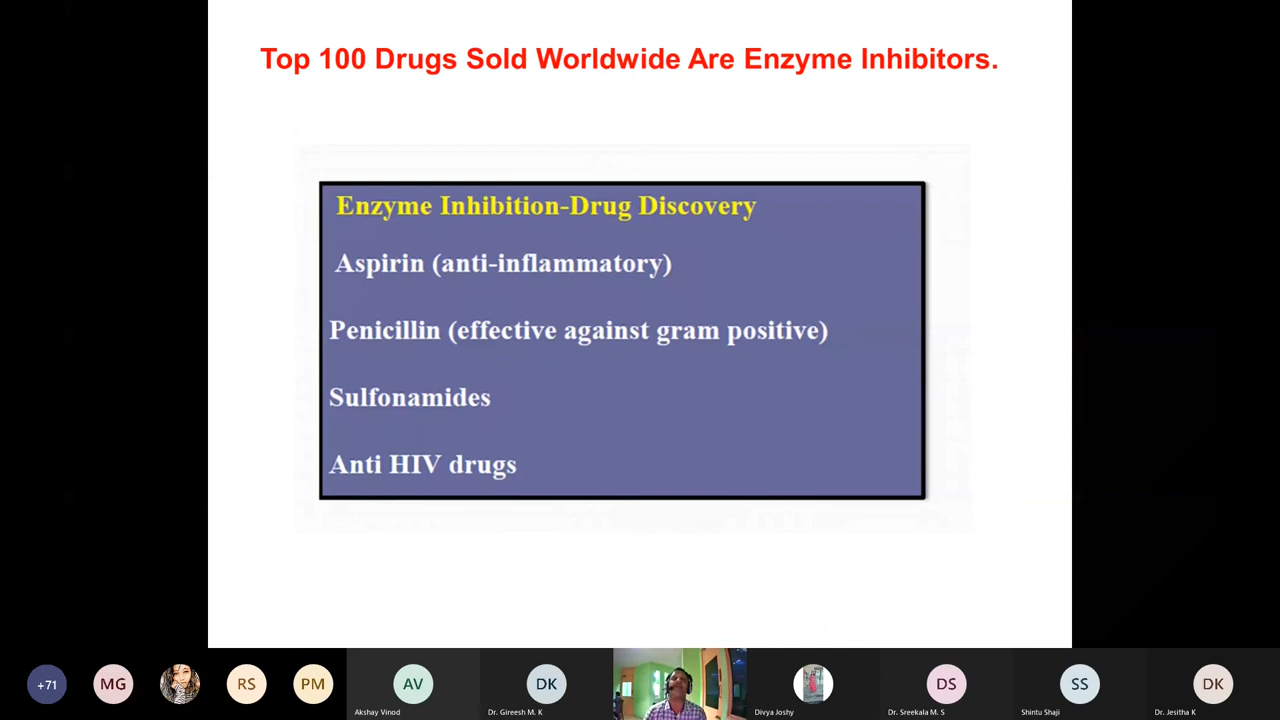 Top 100 Drugs Sold Worldwide Are Enzyme Inhibitors.
Enzyme Inhibition-Drug Discovery
Aspirin (anti-inflammatory)
Penicillin (effective against gram positive)
Sulfonamides
Anti HIV drugs
+71
MG
RS
PM
AV
Akshay Vinod
DK
Dr. Gireesh M. K
Divya Joshy
DS
Dr. Sreekala M. S
SS
Shintu Shaji
DK
Dr. Jesitha K